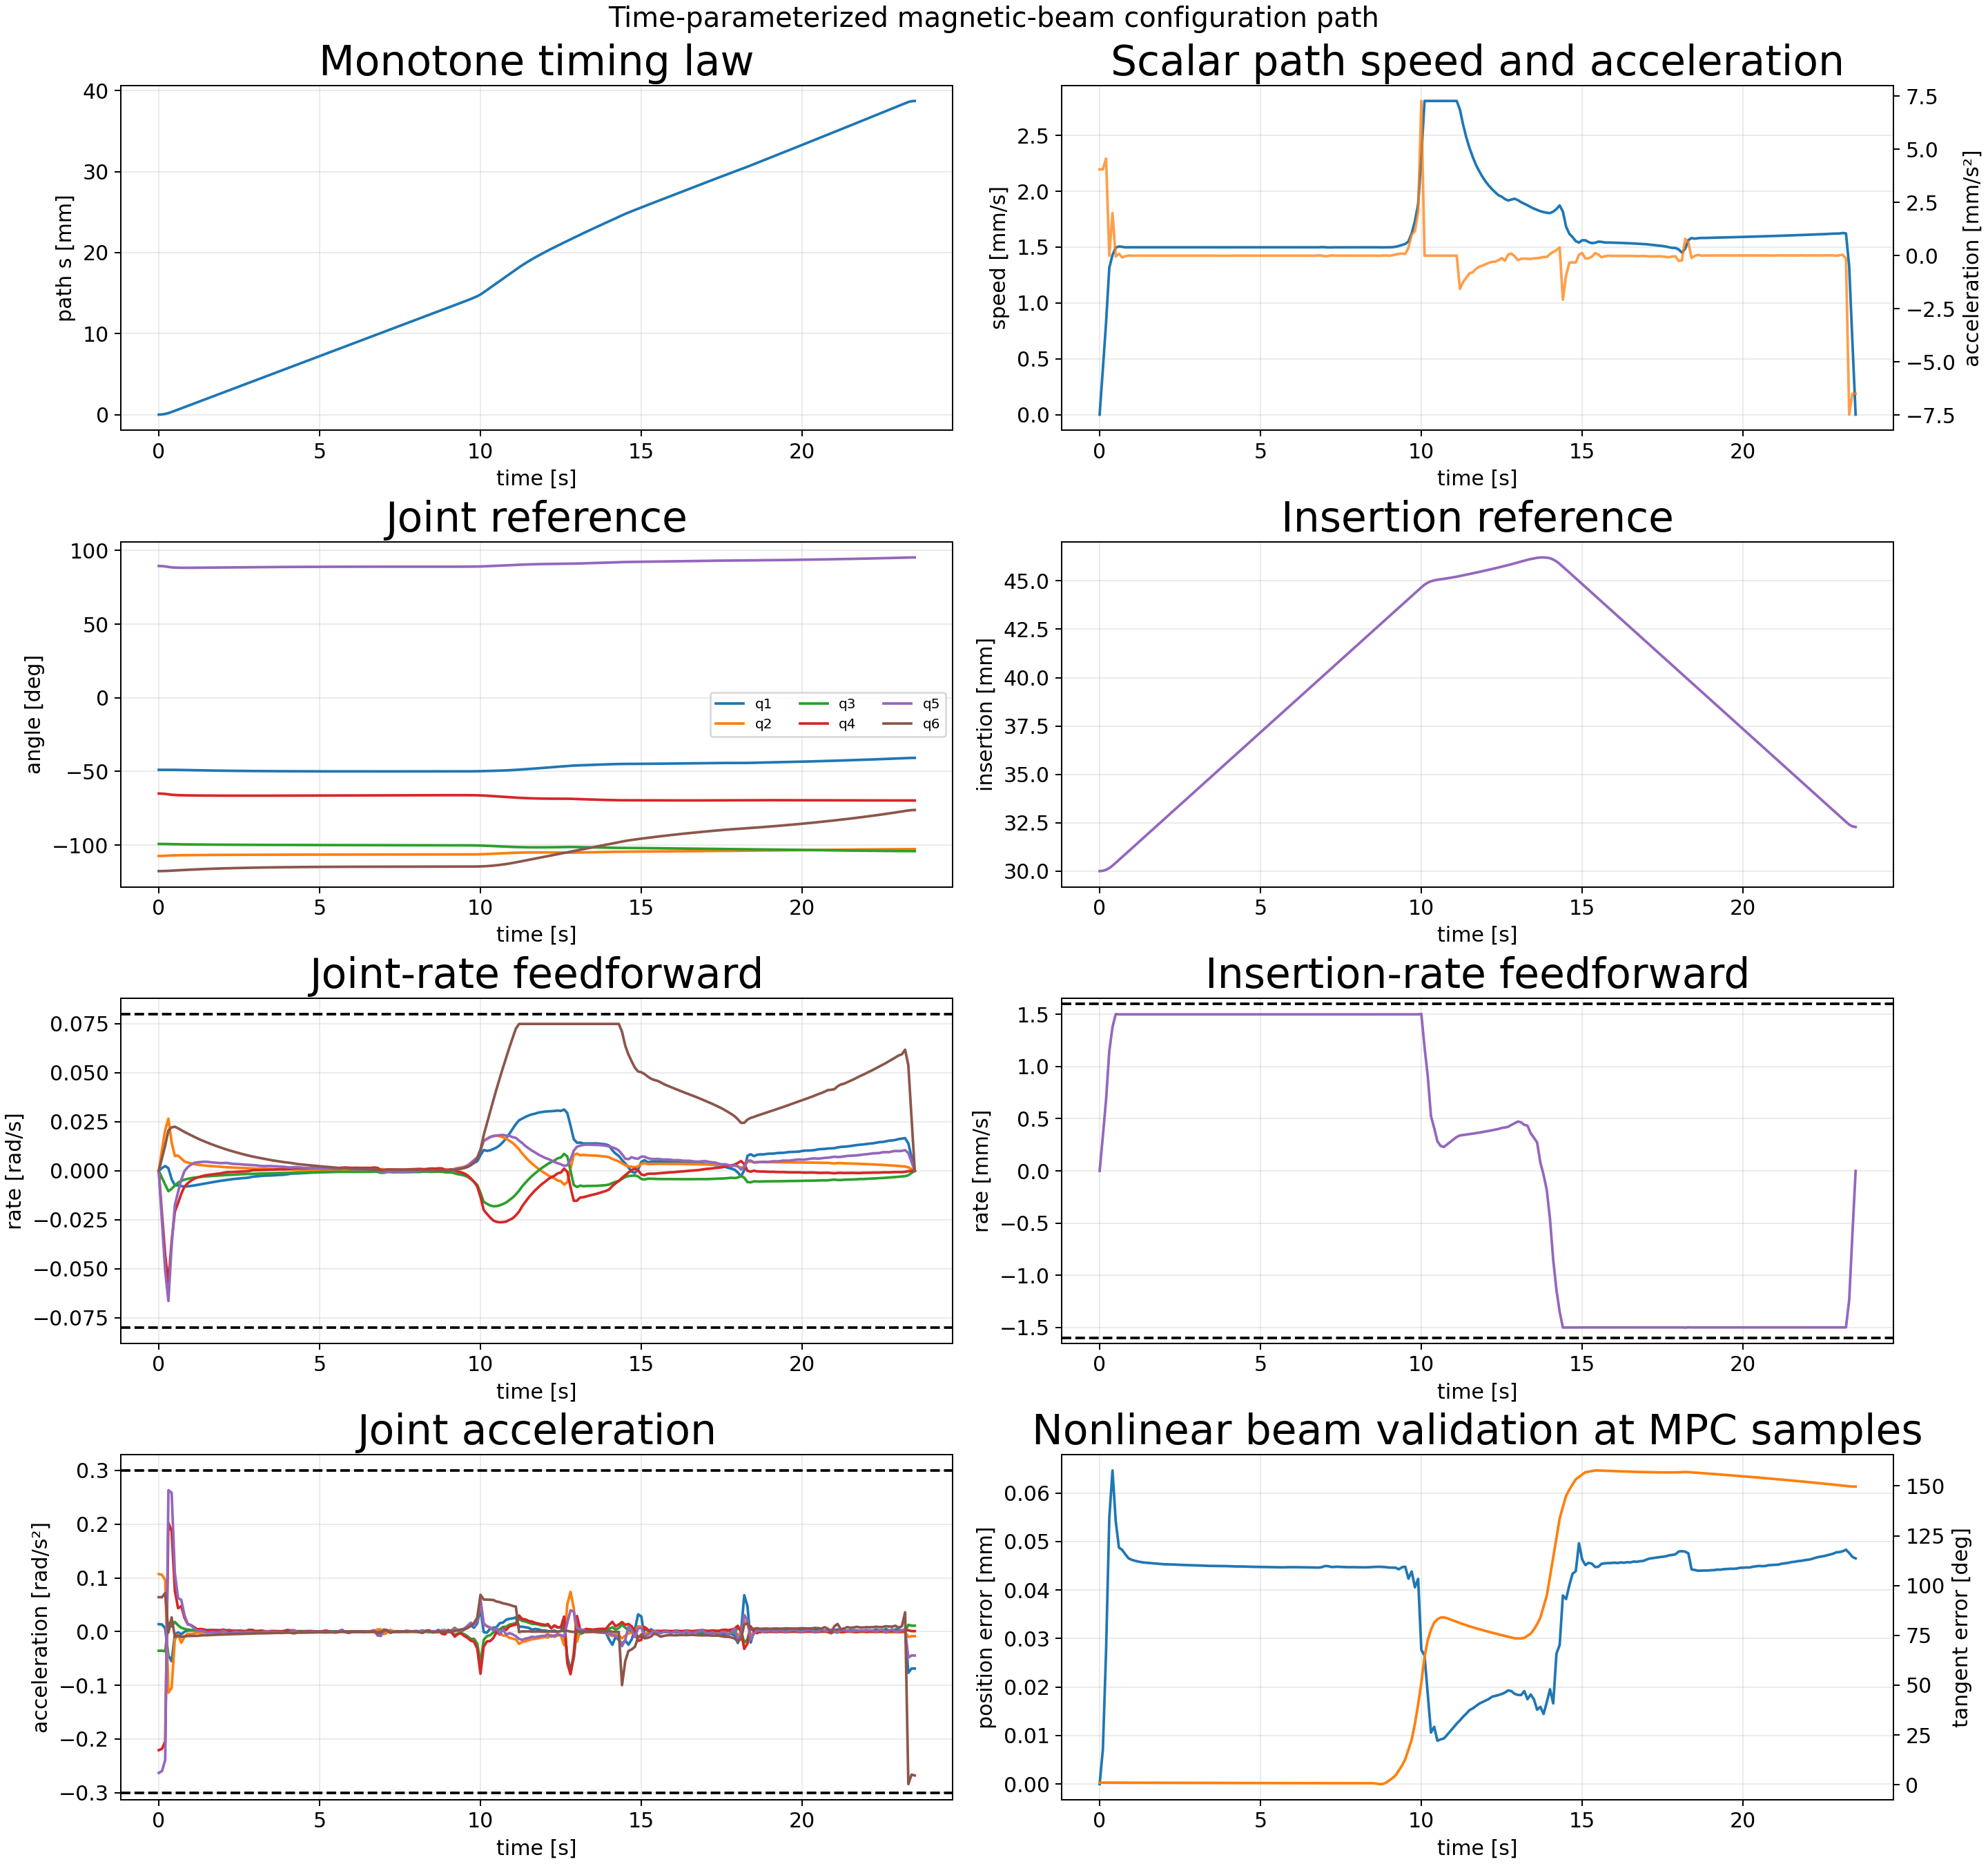 Time-parameterized magnetic-beam configuration path
Monotone timing law
40
30
20
10
0
path s [mm]
0 5 10 15 20
time [s]
Scalar path speed and acceleration
2.5
2.0
1.5
1.0
0.5
0.0
speed [mm/s]
7.5
5.0
2.5
0.0
−2.5
−5.0
−7.5
acceleration [mm/s²]
0 5 10 15 20
time [s]
Joint reference
100
50
0
−50
−100
angle [deg]
q1 q3 q5
q2 q4 q6
0 5 10 15 20
time [s]
Insertion reference
45.0
42.5
40.0
37.5
35.0
32.5
30.0
insertion [mm]
0 5 10 15 20
time [s]
Joint-rate feedforward
0.075
0.050
0.025
0.000
−0.025
−0.050
−0.075
rate [rad/s]
0 5 10 15 20
time [s]
Insertion-rate feedforward
1.5
1.0
0.5
0.0
−0.5
−1.0
−1.5
rate [mm/s]
0 5 10 15 20
time [s]
Joint acceleration
0.3
0.2
0.1
0.0
−0.1
−0.2
−0.3
acceleration [rad/s²]
0 5 10 15 20
time [s]
Nonlinear beam validation at MPC samples
0.06
0.05
0.04
0.03
0.02
0.01
0.00
position error [mm]
150
125
100
75
50
25
0
tangent error [deg]
0 5 10 15 20
time [s]